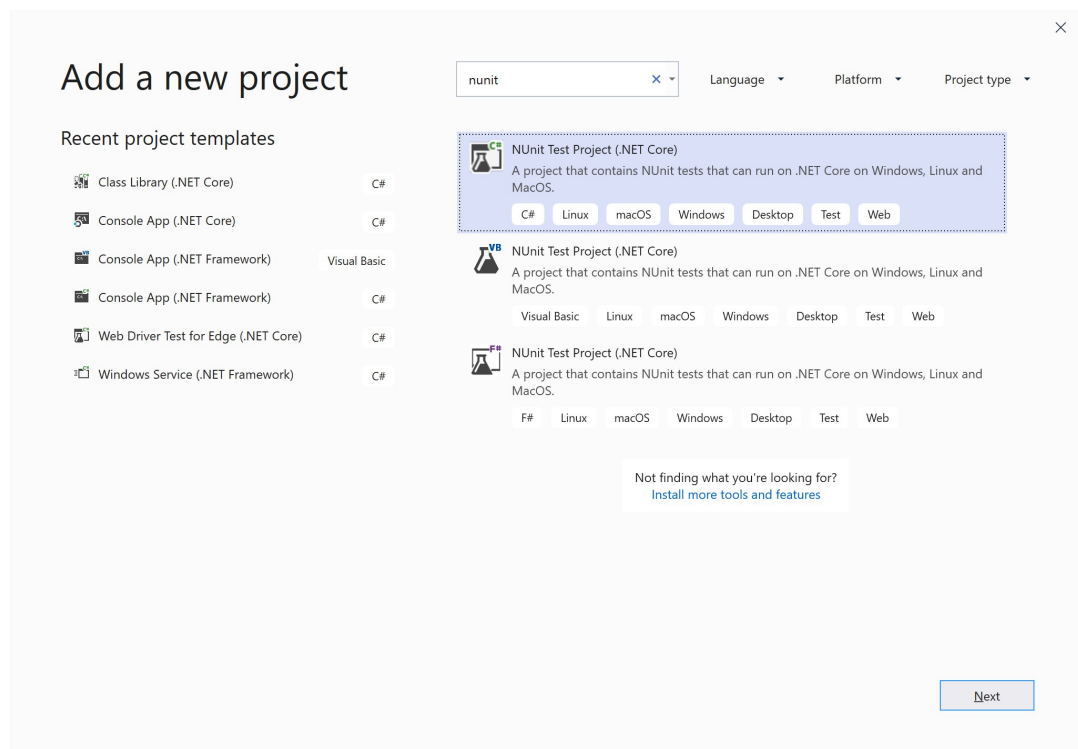 Add a new project
nunit
Language
Platform
Project type
Recent project templates
Class Library (.NET Core)
C#
Console App (.NET Core)
C#
Console App (.NET Framework)
Visual Basic
Console App (.NET Framework)
C#
Web Driver Test for Edge (.NET Core)
C#
Windows Service (.NET Framework)
C#
C#
NUnit Test Project (.NET Core)
A project that contains NUnit tests that can run on .NET Core on Windows, Linux and
MacOS.
C# Linux macOS Windows Desktop Test Web
VB
NUnit Test Project (.NET Core)
A project that contains NUnit tests that can run on .NET Core on Windows, Linux and
MacOS.
Visual Basic Linux macOS Windows Desktop Test Web
F#
NUnit Test Project (.NET Core)
A project that contains NUnit tests that can run on .NET Core on Windows, Linux and
MacOS.
F# Linux macOS Windows Desktop Test Web
Not finding what you're looking for?
Install more tools and features
Next